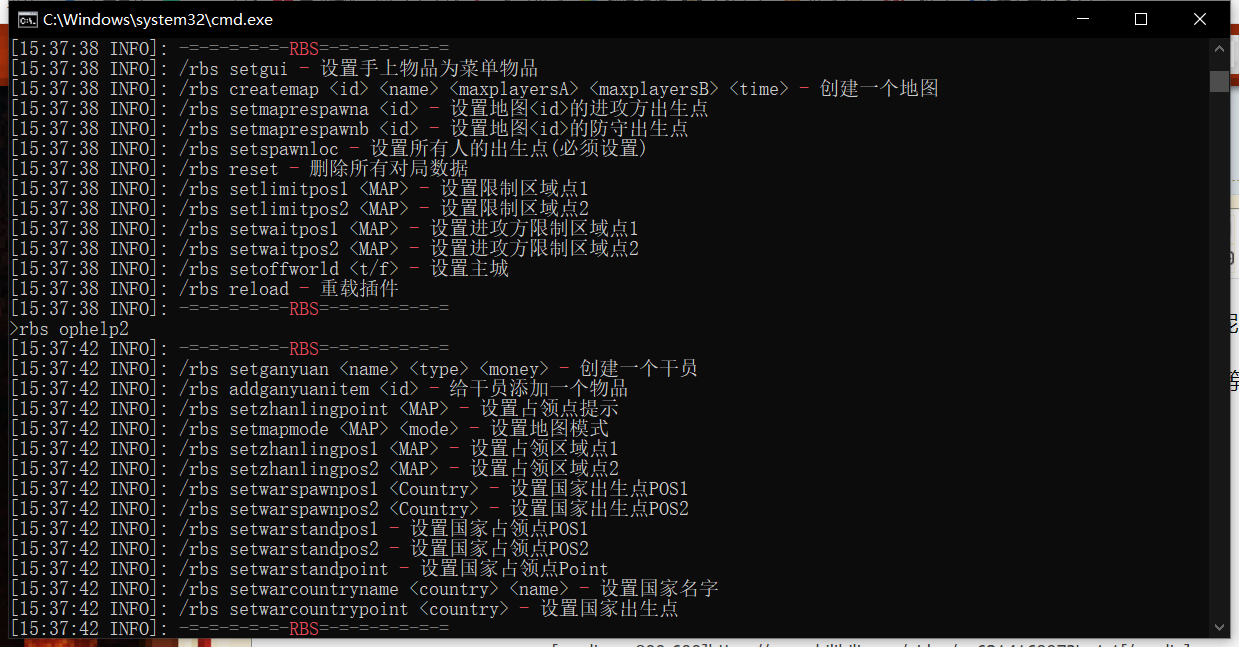 C:\Windows\system32\cmd.exe
[15:37:38 INFO]: -=-=-=-=-=-RBS=-=-=-=-=-=-=
[15:37:38 INFO]: /rbs setgui - 设置手上物品为菜单物品
[15:37:38 INFO]: /rbs createmap <id> <name> <maxplayersA> <maxplayersB> <time> - 创建一个地图
[15:37:38 INFO]: /rbs setmaprespawna <id> - 设置地图<id>的进攻方出生点
[15:37:38 INFO]: /rbs setmaprespawnb <id> - 设置地图<id>的防守出生点
[15:37:38 INFO]: /rbs setspawnloc - 设置所有人的出生点(必须设置)
[15:37:38 INFO]: /rbs reset - 删除所有对局数据
[15:37:38 INFO]: /rbs setlimitpos1 <MAP> - 设置限制区域点1
[15:37:38 INFO]: /rbs setlimitpos2 <MAP> - 设置限制区域点2
[15:37:38 INFO]: /rbs setwaitpos1 <MAP> - 设置进攻方限制区域点1
[15:37:38 INFO]: /rbs setwaitpos2 <MAP> - 设置进攻方限制区域点2
[15:37:38 INFO]: /rbs setoffworld <t/f> - 设置主城
[15:37:38 INFO]: /rbs reload - 重载插件
[15:37:38 INFO]: -=-=-=-=-=-RBS=-=-=-=-=-=-=
>rbs ophelp2
[15:37:42 INFO]: -=-=-=-=-=-RBS=-=-=-=-=-=-=
[15:37:42 INFO]: /rbs setganyuan <name> <type> <money> - 创建一个干员
[15:37:42 INFO]: /rbs addganyuanitem <id> - 给干员添加一个物品
[15:37:42 INFO]: /rbs setzhanlingpoint <MAP> - 设置占领点提示
[15:37:42 INFO]: /rbs setmapmode <MAP> <mode> - 设置地图模式
[15:37:42 INFO]: /rbs setzhanlingpos1 <MAP> - 设置占领区域点1
[15:37:42 INFO]: /rbs setzhanlingpos2 <MAP> - 设置占领区域点2
[15:37:42 INFO]: /rbs setwarspawnpos1 <Country> - 设置国家出生点POS1
[15:37:42 INFO]: /rbs setwarspawnpos2 <Country> - 设置国家出生点POS2
[15:37:42 INFO]: /rbs setwarstandpos1 - 设置国家占领点POS1
[15:37:42 INFO]: /rbs setwarstandpos2 - 设置国家占领点POS2
[15:37:42 INFO]: /rbs setwarstandpoint - 设置国家占领点Point
[15:37:42 INFO]: /rbs setwarcountryname <country> <name> - 设置国家名字
[15:37:42 INFO]: /rbs setwarcountrypoint <country> - 设置国家出生点
[15:37:42 INFO]: -=-=-=-=-=-RBS=-=-=-=-=-=-=